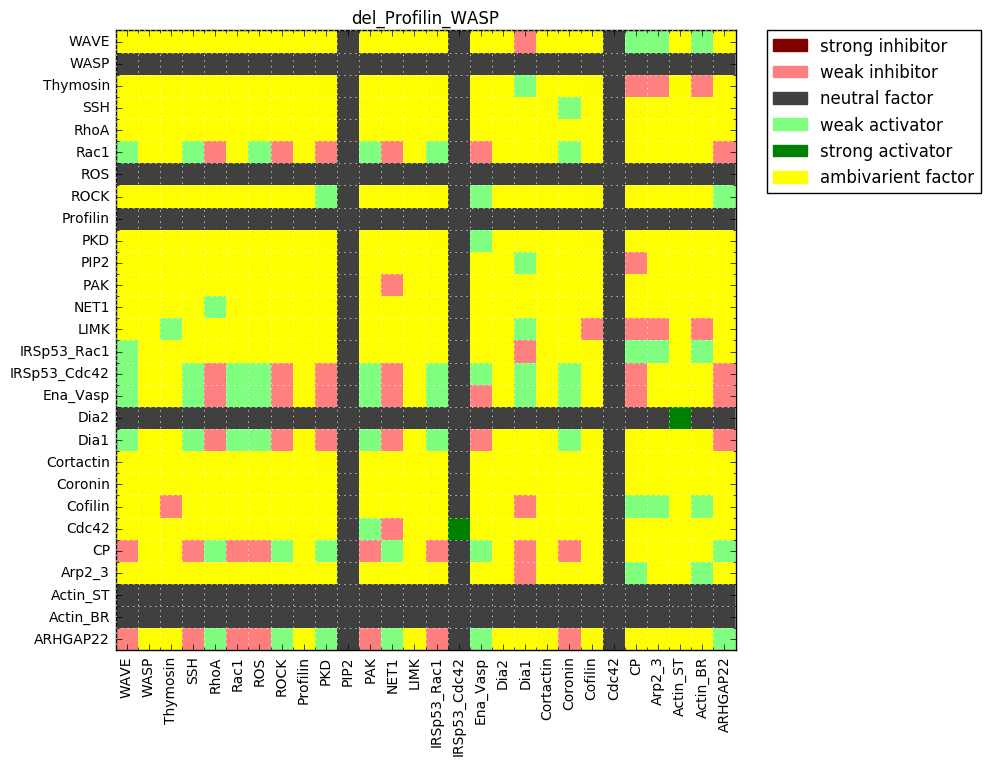 del_Profilin_WASP
WAVE
WASP
Thymosin
SSH
RhoA
Rac1
ROS
ROCK
Profilin
PKD
PIP2
PAK
NET1
LIMK
IRSp53_Rac1
IRSp53_Cdc42
Ena_Vasp
Dia2
Dia1
Cortactin
Coronin
Cofilin
Cdc42
CP
Arp2_3
Actin_ST
Actin_BR
ARHGAP22
WAVE
WASP
Thymosin
SSH
RhoA
Rac1
ROS
ROCK
Profilin
PKD
PIP2
PAK
NET1
LIMK
IRSp53_Rac1
IRSp53_Cdc42
Ena_Vasp
Dia2
Dia1
Cortactin
Coronin
Cofilin
Cdc42
CP
Arp2_3
Actin_ST
Actin_BR
ARHGAP22
strong inhibitor
weak inhibitor
neutral factor
weak activator
strong activator
ambivarient factor